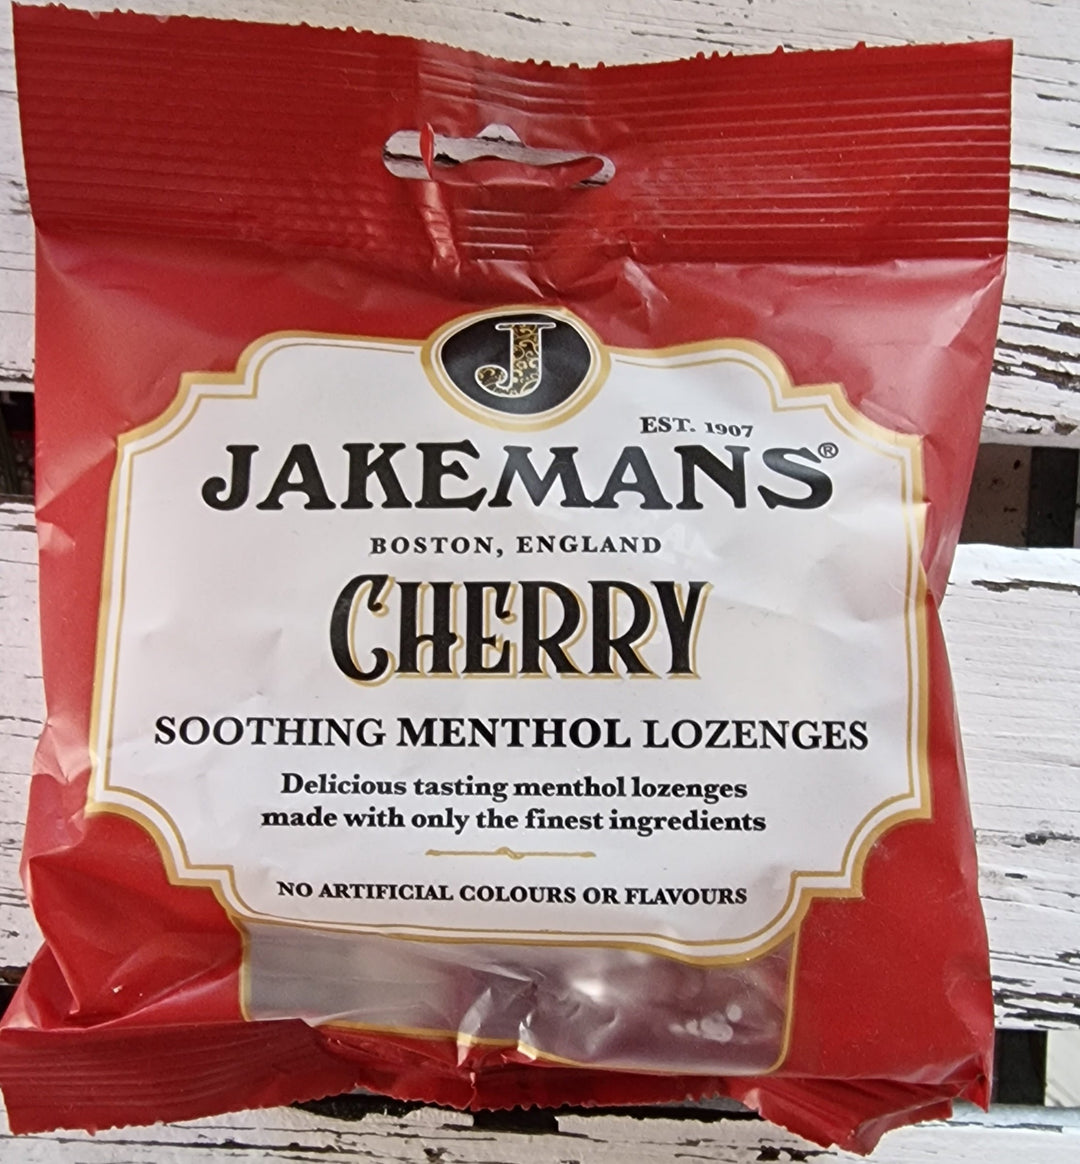 J
EST. 1907
JAKEMANS®
BOSTON, ENGLAND
CHERRY
SOOTHING MENTHOL LOZENGES
Delicious tasting menthol lozenges
made with only the finest ingredients
NO ARTIFICIAL COLOURS OR FLAVOURS